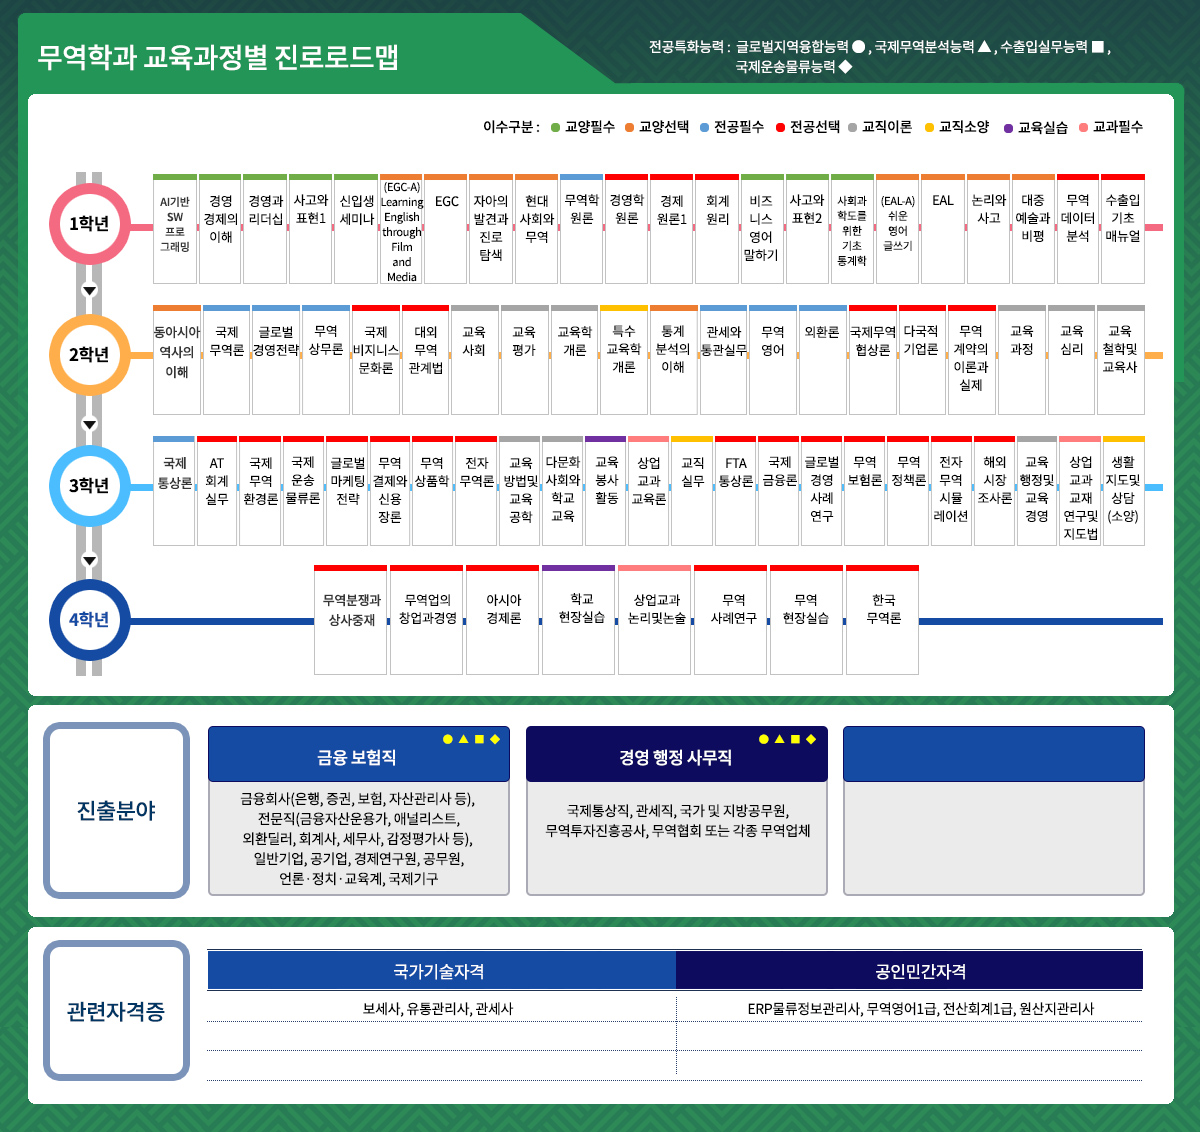 무역학과 교육과정별 진로로드맵
전공특화능력 : 글로벌지역융합능력 ●, 국제무역분석능력 ▲, 수출입실무능력 ■,
국제운송물류능력 ◆
이수구분 : 교양필수 교양선택 전공필수 전공선택 교직이론 교직소양 교육실습 교과필수
1학년
AI기반
SW
프로
그래밍
경영
경제의
이해
경영과
리더십
사고와
표현1
신입생
세미나
(EGC-A)
Learning
English
through
Film
and
Media
EGC
자아의
발견과
진로
탐색
현대
사회와
무역
무역학
원론
경영학
원론
경제
원론1
회계
원리
비즈
니스
영어
말하기
사고와
표현2
사회과
학도를
위한
기초
통계학
(EAL-A)
쉬운
영어
글쓰기
EAL
논리와
사고
대중
예술과
비평
무역
데이터
분석
수출입
기초
매뉴얼
2학년
동아시아
역사의
이해
국제
무역론
글로벌
경영전략
무역
상무론
국제
비지니스
문화론
대외
무역
관계법
교육
사회
교육
평가
교육학
개론
특수
교육학
개론
통계
분석의
이해
관세와
통관실무
무역
영어
외환론
국제무역
협상론
다국적
기업론
무역
계약의
이론과
실제
교육
과정
교육
심리
교육
철학및
교육사
3학년
국제
통상론
AT
회계
실무
국제
무역
환경론
국제
운송
물류론
글로벌
마케팅
전략
무역
결제와
신용
장론
무역
상품학
전자
무역론
교육
방법및
교육
공학
다문화
사회와
학교
교육
교육
봉사
활동
상업
교과
교육론
교직
실무
FTA
통상론
국제
금융론
글로벌
경영
사례
연구
무역
보험론
무역
정책론
전자
무역
시뮬
레이션
해외
시장
조사론
교육
행정및
교육
경영
상업
교과
교재
연구및
지도법
생활
지도및
상담
(소양)
4학년
무역분쟁과
상사중재
무역업의
창업과경영
아시아
경제론
학교
현장실습
상업교과
논리및논술
무역
사례연구
무역
현장실습
한국
무역론
진출분야
● ▲ ■ ◆
금융 보험직
금융회사(은행, 증권, 보험, 자산관리사 등),
전문직(금융자산운용가, 애널리스트,
외환딜러, 회계사, 세무사, 감정평가사 등),
일반기업, 공기업, 경제연구원, 공무원,
언론·정치·교육계, 국제기구
● ▲ ■ ◆
경영 행정 사무직
국제통상직, 관세직, 국가 및 지방공무원,
무역투자진흥공사, 무역협회 또는 각종 무역업체
관련자격증
국가기술자격
공인민간자격
보세사, 유통관리사, 관세사
ERP물류정보관리사, 무역영어1급, 전산회계1급, 원산지관리사